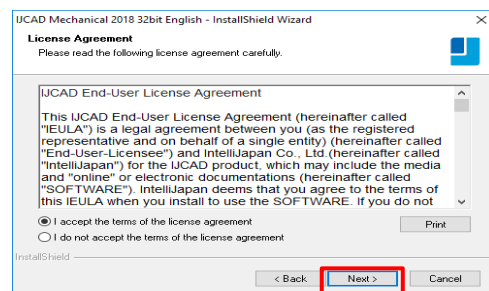 IJCAD Mechanical 2018 32bit English - InstallShield Wizard
License Agreement
Please read the following license agreement carefully.
IJCAD End-User License Agreement
This IJCAD End-User License Agreement (hereinafter called
"IEULA") is a legal agreement between you (as the registered
representative and on behalf of a single entity) (hereinafter called
"End-User-Licensee") and IntelliJapan Co., Ltd.(hereinafter called
"IntelliJapan") for the IJCAD product, which may include the media
and "online" or electronic documentations (hereinafter called
"SOFTWARE"). IntelliJapan deems that you agree to the terms of
this IEULA when you install to use the SOFTWARE. If you do not
I accept the terms of the license agreement
Print
I do not accept the terms of the license agreement
InstallShield
< Back Next > Cancel